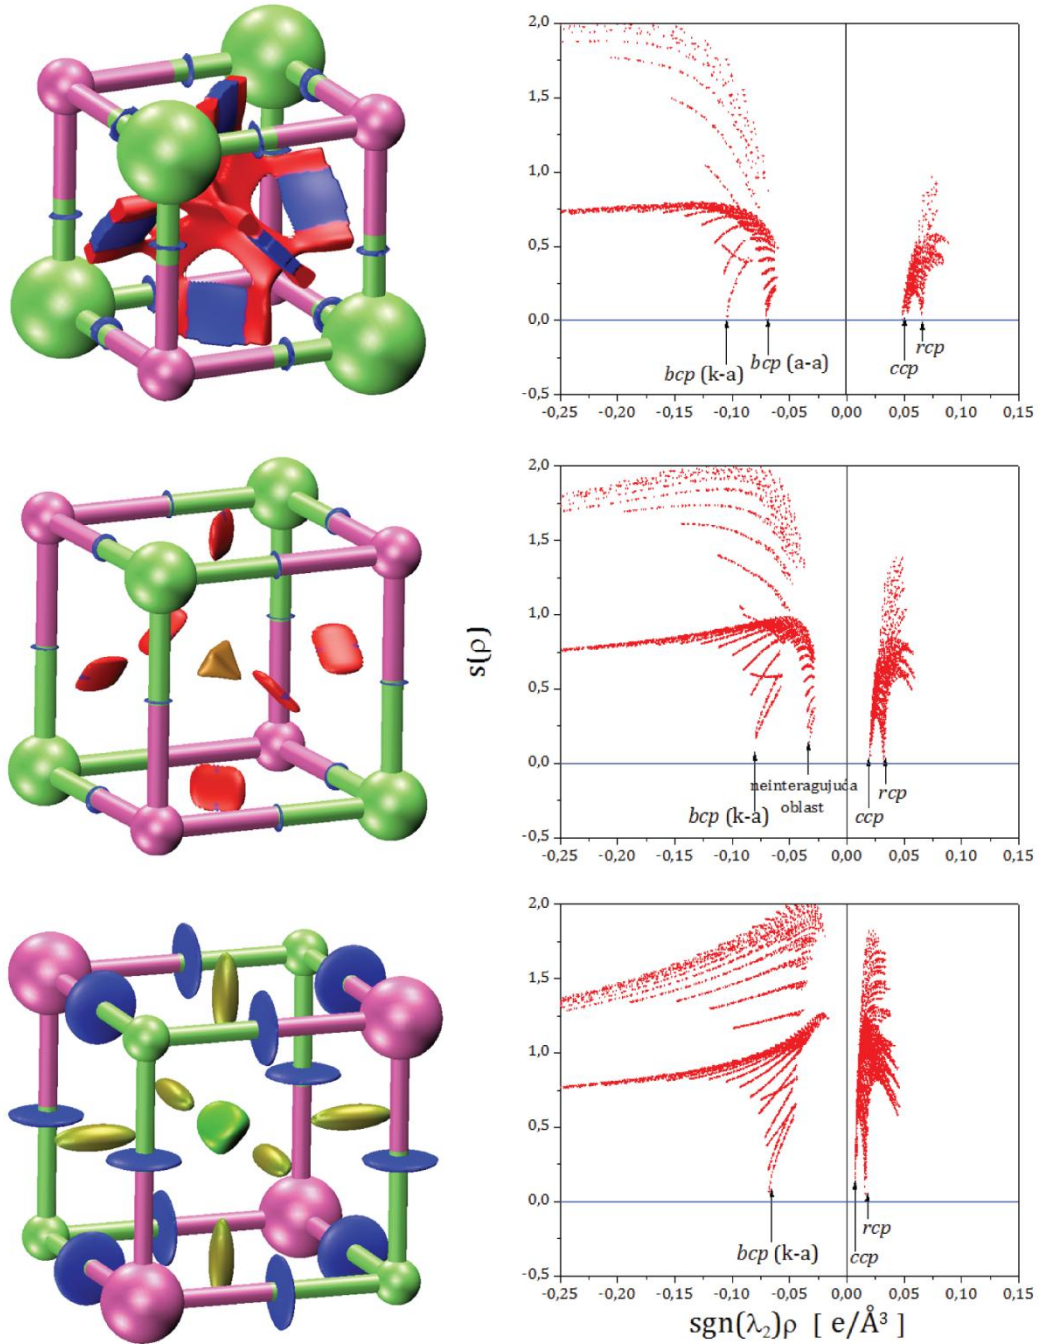 2,0
1,5
1,0
0,5
0,0
-0,5
bcp (k-a)
bcp (a-a)
ccp
rcp
-0,25 -0,20 -0,15 -0,10 -0,05 0,00 0,05 0,10 0,15
2,0
1,5
1,0
0,5
0,0
-0,5
s(ρ)
bcp (k-a)
neinteragujuća
oblast
ccp
rcp
-0,25 -0,20 -0,15 -0,10 -0,05 0,00 0,05 0,10 0,15
2,0
1,5
1,0
0,5
0,0
-0,5
bcp (k-a)
ccp
rcp
-0,25 -0,20 -0,15 -0,10 -0,05 0,00 0,05 0,10 0,15
sgn(λ₂)ρ [ e/Å³ ]